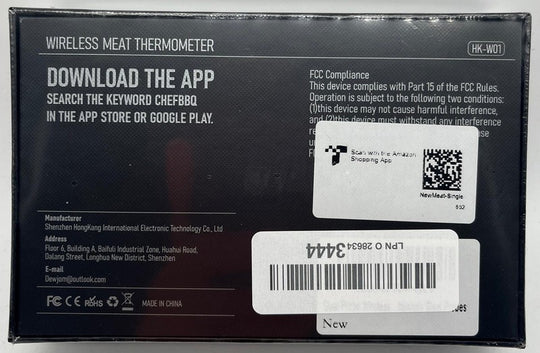 WIRELESS MEAT THERMOMETER
HK-W01
DOWNLOAD THE APP
SEARCH THE KEYWORD CHEFBBQ
IN THE APP STORE OR GOOGLE PLAY.
FCC Compliance
This device complies with Part 15 of the FCC Rules.
Operation is subject to the following two conditions:
(1)this device may not cause harmful interference,
and (2)this device must withstand any interference
Scan with the Amazon
Shopping App
NewMeat-Single
Manufacturer
Shenzhen HongKang International Electronic Technology Co., Ltd
Address
Floor 6, Building A, Baifuli Industrial Zone, Huahui Road,
Dalang Street, Longhua New District, Shenzhen
E-mail
Dewjom@outlook.com
FC CE RoHS MADE IN CHINA
LPN O 28634
3444
New